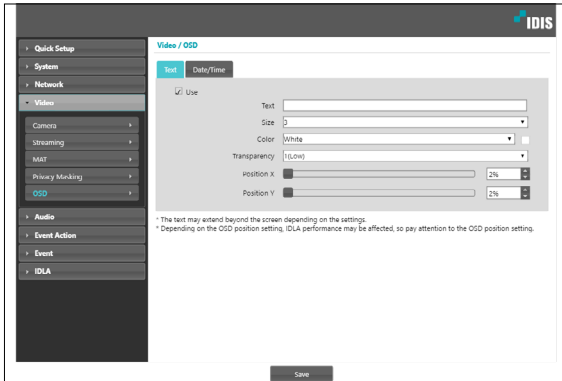 IDIS
Quick Setup
System
Network
Video
Camera
Streaming
MAT
Privacy Masking
OSD
Audio
Event Action
Event
IDLA
Video / OSD
Text Date/Time
Use
Text
Size 3
Color White
Transparency 1(Low)
Position X 2%
Position Y 2%
* The text may extend beyond the screen depending on the settings.
* Depending on the OSD position setting, IDLA performance may be affected, so pay attention to the OSD position setting.
Save